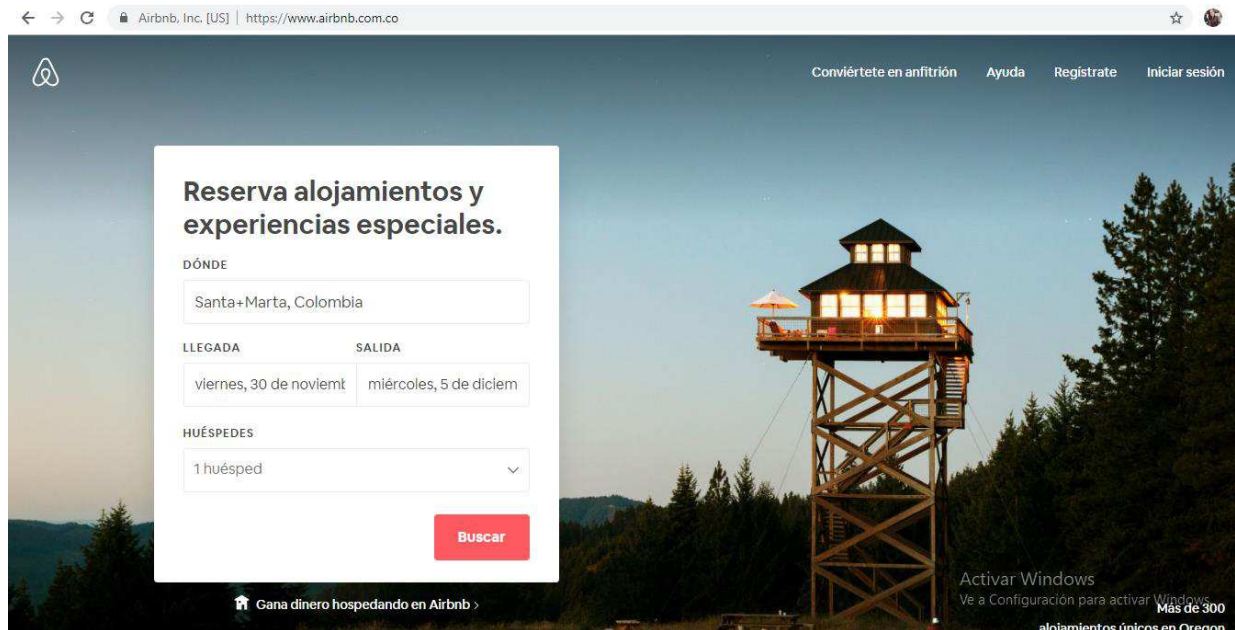 Airbnb, Inc. [US] | https://www.airbnb.com.co
Conviértete en anfitrión Ayuda Regístrate Iniciar sesión
Reserva alojamientos y
experiencias especiales.
DÓNDE
Santa+Marta, Colombia
LLEGADA SALIDA
viernes, 30 de noviemb miércoles, 5 de diciem
HUÉSPEDES
1 huésped
Buscar
Gana dinero hospedando en Airbnb ›
Activar Windows
Ve a Configuración para activar Windows.
Más de 300
alojamientos únicos en Oregon